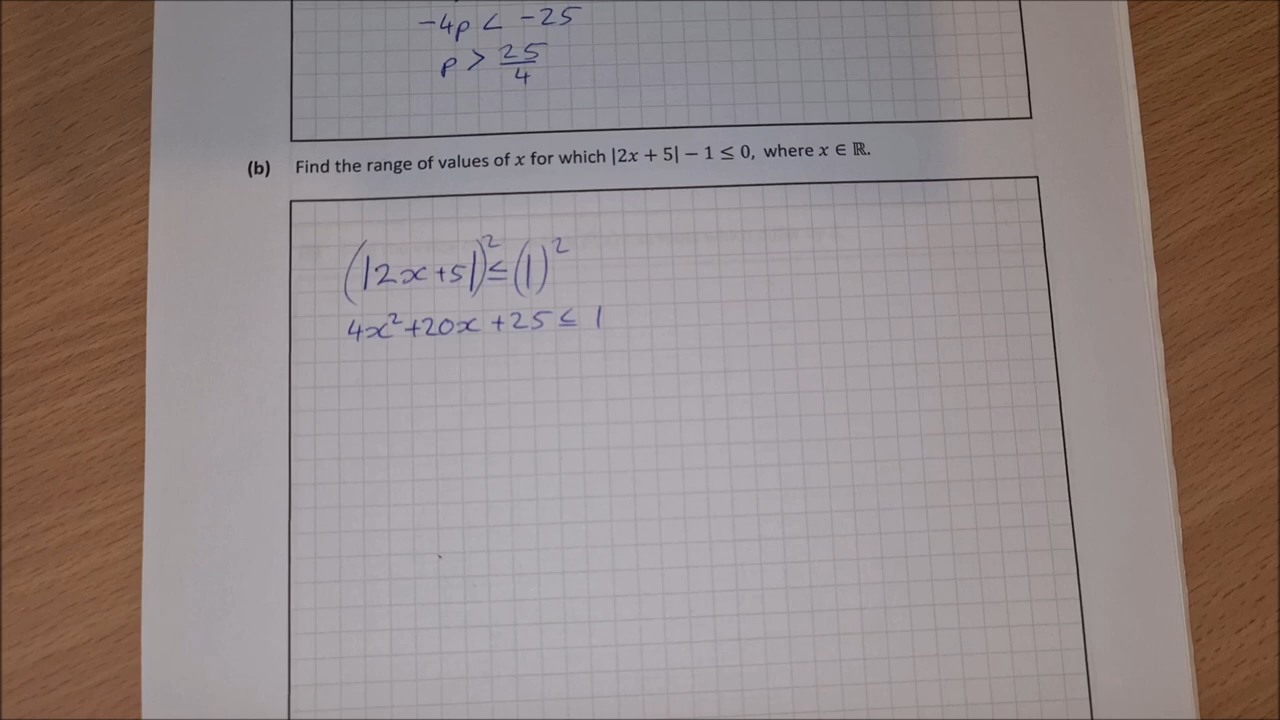 -4p < -25
p > 25/4
(b) Find the range of values of x for which |2x + 5| − 1 ≤ 0, where x ∈ ℝ.
(|2x+5|)² ≤ (1)²
4x²+20x+25 ≤ 1